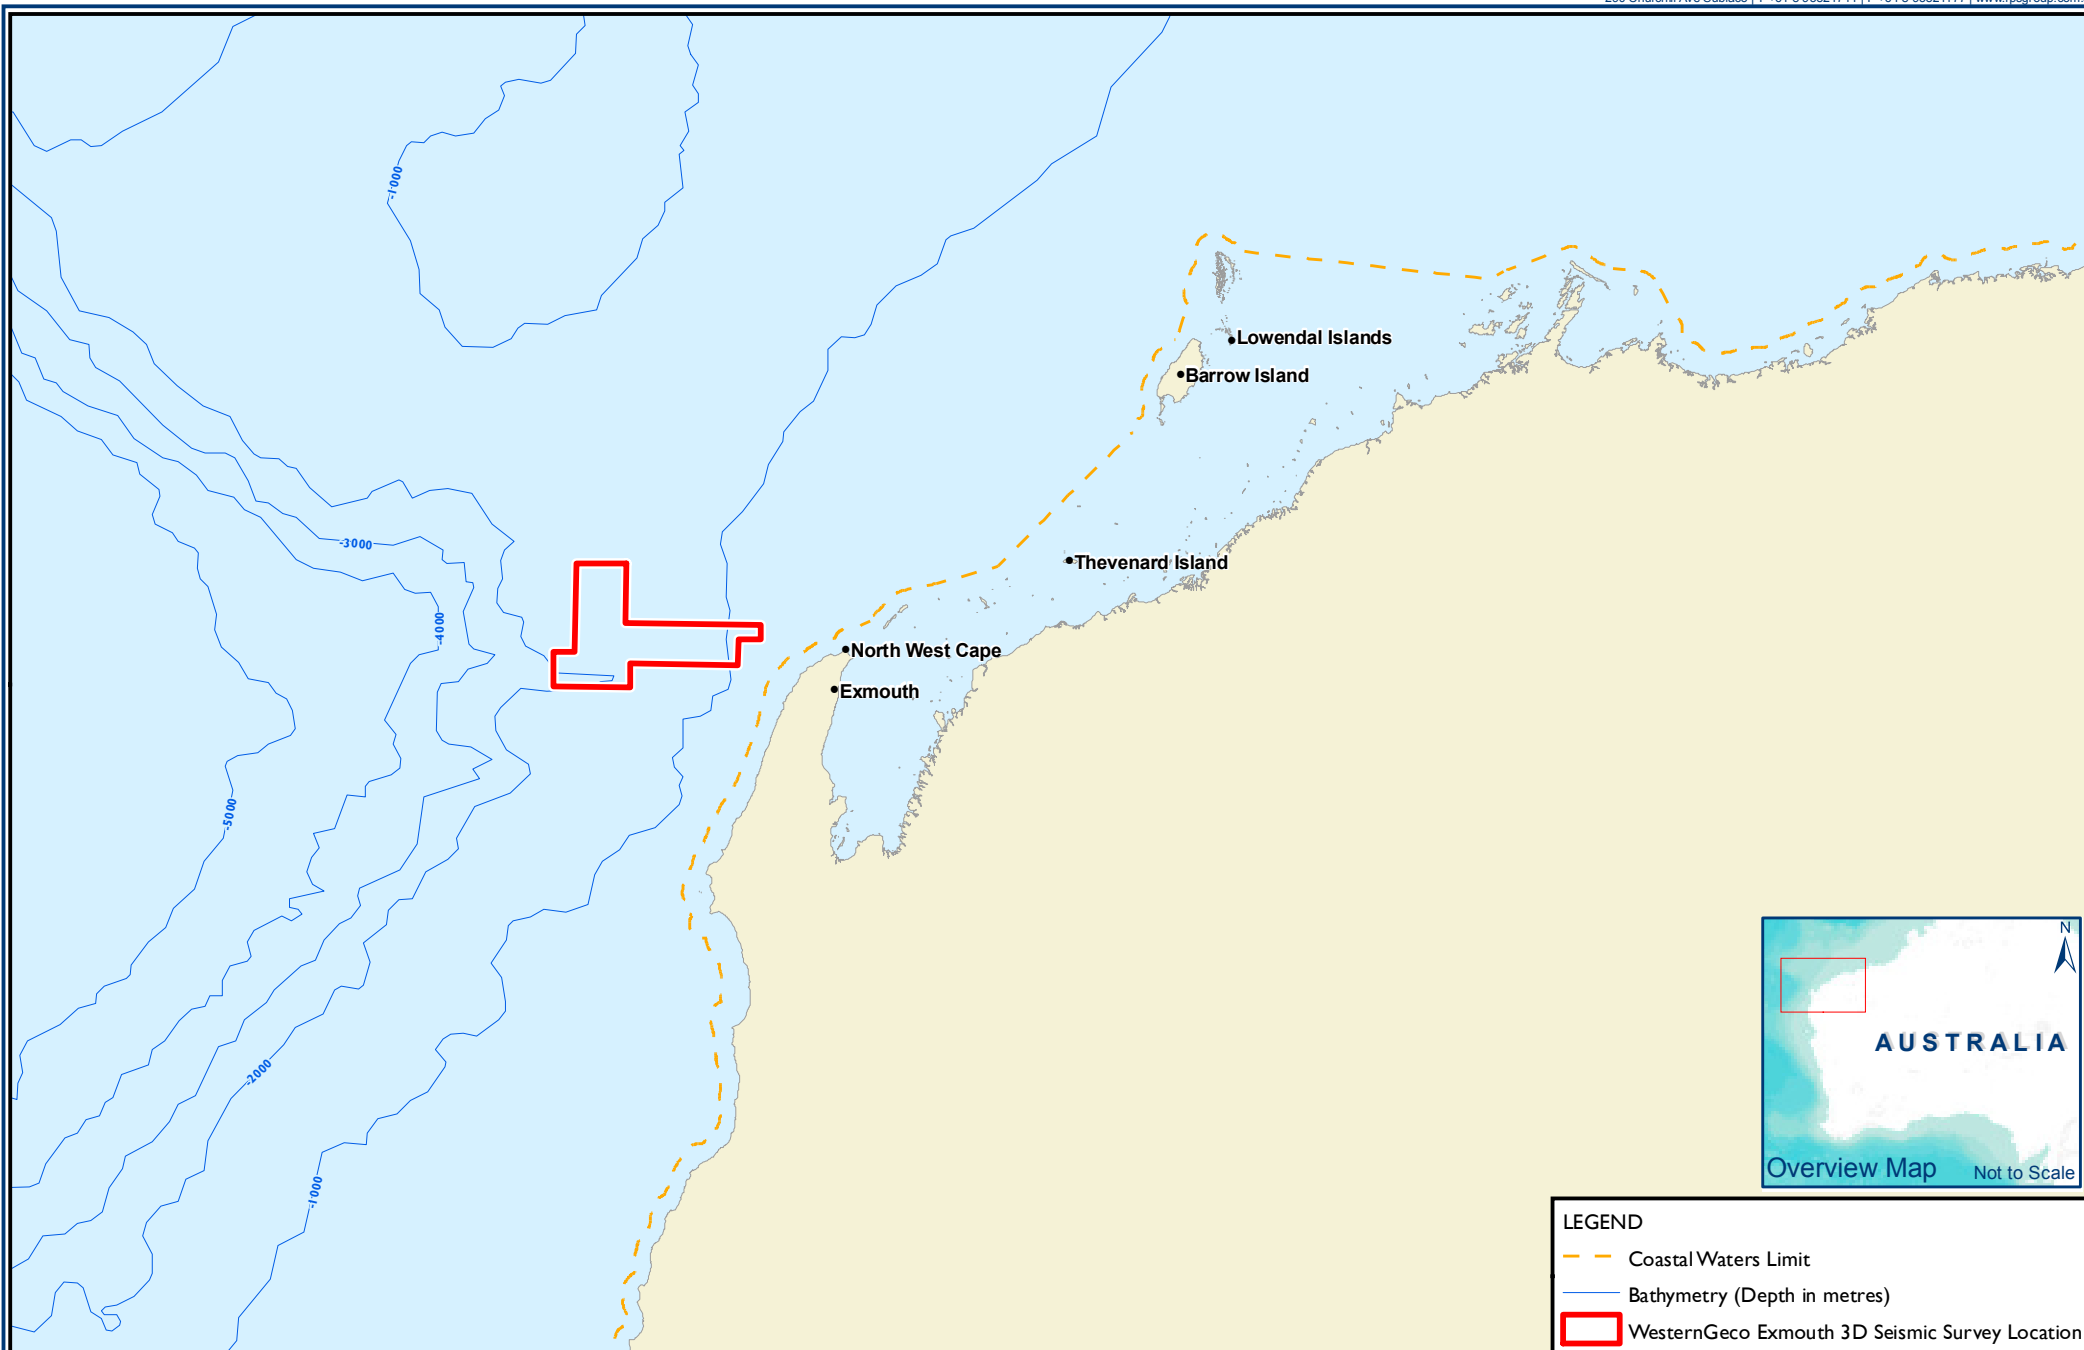 -1000
Lowendal Islands
Barrow Island
-3000
Thevenard Island
-4000
North West Cape
Exmouth
-5000
N
AUSTRALIA
-2000
Overview Map
Not to Scale
-1000
LEGEND
Coastal Waters Limit
Bathymetry (Depth in metres)
WesternGeco Exmouth 3D Seismic Survey Location